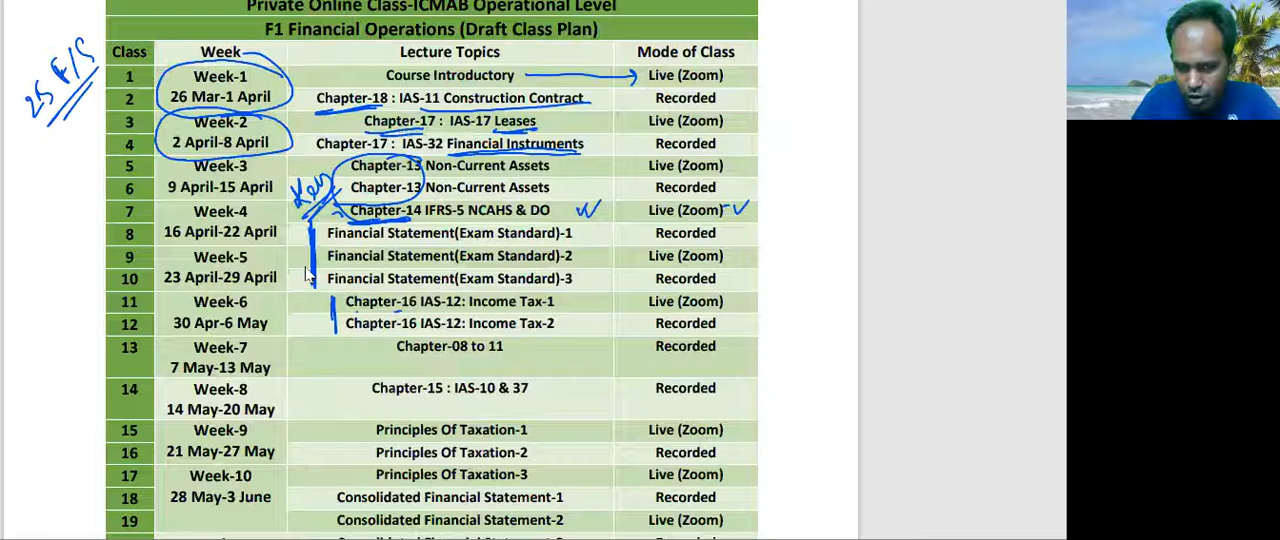 Private Online Class-ICMAB Operational Level
F1 Financial Operations (Draft Class Plan)
Class Week Lecture Topics Mode of Class
25 F/S
1 Week-1 Course Introductory Live (Zoom)
2 26 Mar-1 April Chapter-18 : IAS-11 Construction Contract Recorded
3 Week-2 Chapter-17 : IAS-17 Leases Live (Zoom)
4 2 April-8 April Chapter-17 : IAS-32 Financial Instruments Recorded
5 Week-3 Chapter-13 Non-Current Assets Live (Zoom)
6 9 April-15 April Chapter-13 Non-Current Assets Recorded
Key
7 Week-4 Chapter-14 IFRS-5 NCAHS & DO Live (Zoom)
8 16 April-22 April Financial Statement(Exam Standard)-1 Recorded
9 Week-5 Financial Statement(Exam Standard)-2 Live (Zoom)
10 23 April-29 April Financial Statement(Exam Standard)-3 Recorded
11 Week-6 Chapter-16 IAS-12: Income Tax-1 Live (Zoom)
12 30 Apr-6 May Chapter-16 IAS-12: Income Tax-2 Recorded
13 Week-7 Chapter-08 to 11 Recorded
7 May-13 May
14 Week-8 Chapter-15 : IAS-10 & 37 Recorded
14 May-20 May
15 Week-9 Principles Of Taxation-1 Live (Zoom)
16 21 May-27 May Principles Of Taxation-2 Recorded
17 Week-10 Principles Of Taxation-3 Live (Zoom)
18 28 May-3 June Consolidated Financial Statement-1 Recorded
19 Consolidated Financial Statement-2 Live (Zoom)